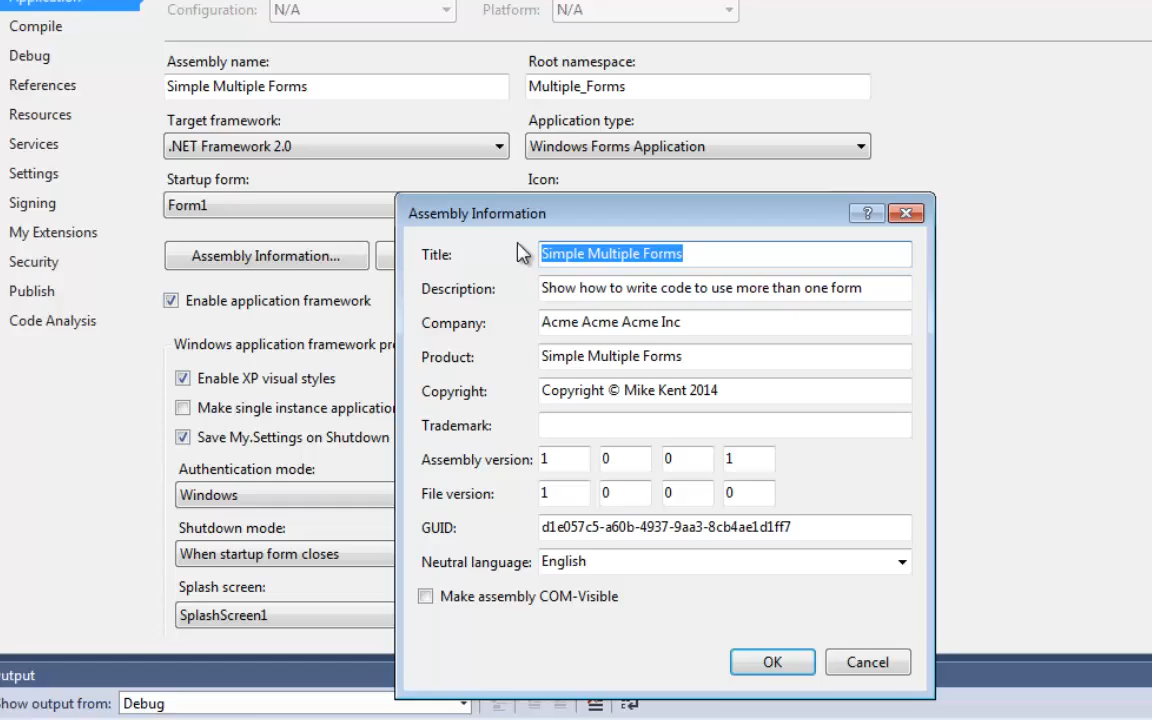 Application
Configuration: N/A Platform: N/A
Compile
Debug
References
Resources
Services
Settings
Signing
My Extensions
Security
Publish
Code Analysis
Assembly name: Root namespace:
Simple Multiple Forms Multiple_Forms
Target framework: Application type:
.NET Framework 2.0 Windows Forms Application
Startup form: Icon:
Form1
Assembly Information...
Enable application framework
Windows application framework pr
Enable XP visual styles
Make single instance application
Save My.Settings on Shutdown
Authentication mode:
Windows
Shutdown mode:
When startup form closes
Splash screen:
SplashScreen1
Assembly Information ?
Title: Simple Multiple Forms
Description: Show how to write code to use more than one form
Company: Acme Acme Acme Inc
Product: Simple Multiple Forms
Copyright: Copyright © Mike Kent 2014
Trademark:
Assembly version: 1 0 0 1
File version: 1 0 0 0
GUID: d1e057c5-a60b-4937-9aa3-8cb4ae1d1ff7
Neutral language: English
Make assembly COM-Visible
OK Cancel
utput
how output from: Debug